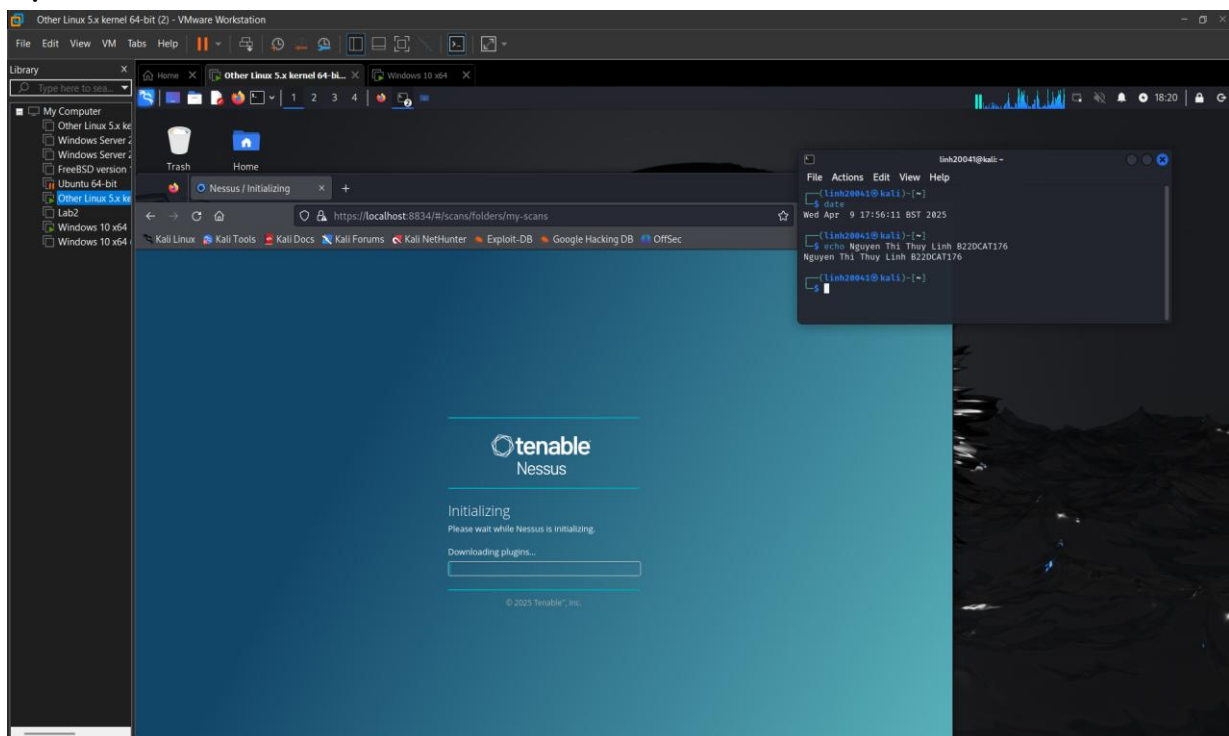 Other Linux 5.x kernel 64-bit (2) - VMware Workstation
File Edit View VM Tabs Help
Library
Type here to sea...
My Computer
Other Linux 5.x ke
Windows Server 2
Windows Server 2
FreeBSD version
Ubuntu 64-bit
Other Linux 5.x ke
Lab2
Windows 10 x64
Windows 10 x64
Home
Other Linux 5.x kernel 64-bi...
Windows 10 x64
1 2 3 4
18:20
Trash
Home
Nessus / Initializing
https://localhost:8834/#/scans/folders/my-scans
Kali Linux Kali Tools Kali Docs Kali Forums Kali NetHunter Exploit-DB Google Hacking DB OffSec
linh20041@kali: ~
File Actions Edit View Help
(linh20041㉿kali)-[~]
$ date
Wed Apr 9 17:56:11 BST 2025
(linh20041㉿kali)-[~]
$ echo Nguyen Thi Thuy Linh B22DCAT176
Nguyen Thi Thuy Linh B22DCAT176
(linh20041㉿kali)-[~]
$
tenable
Nessus
Initializing
Please wait while Nessus is initializing.
Downloading plugins...
© 2025 Tenable™, Inc.